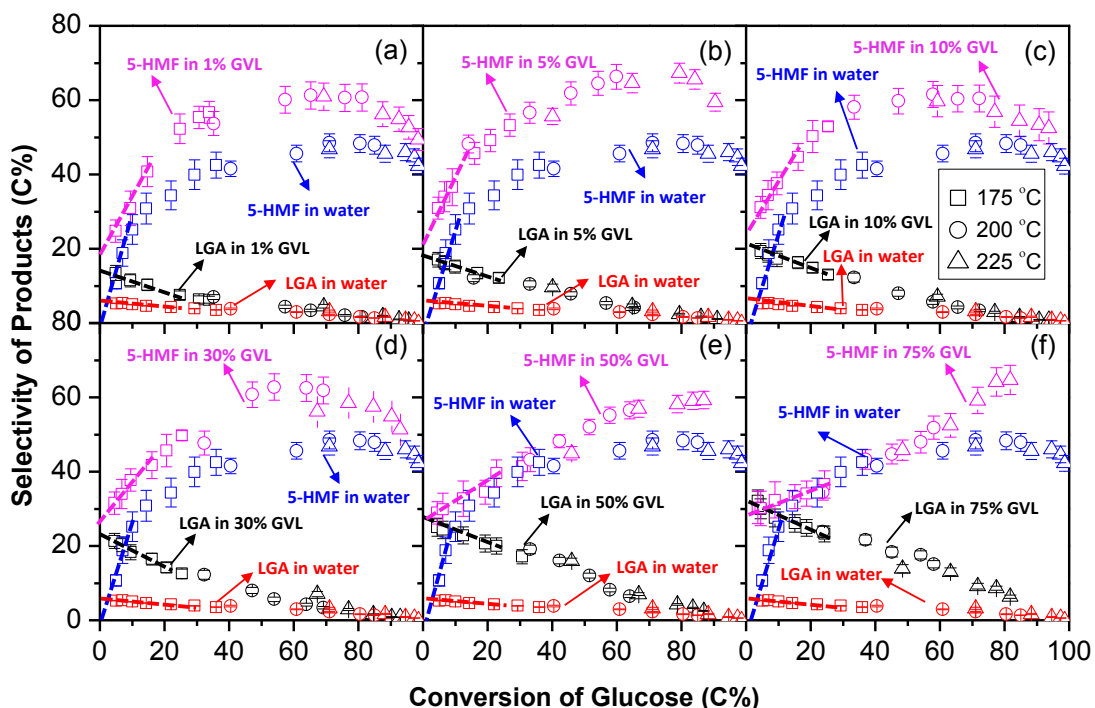 Selectivity of Products (C%)
80
60
40
20
80
60
40
20
0
(a)
5-HMF in 1% GVL
5-HMF in water
LGA in 1% GVL
LGA in water
(b)
5-HMF in 5% GVL
5-HMF in water
LGA in 5% GVL
LGA in water
(c)
5-HMF in 10% GVL
5-HMF in water
LGA in 10% GVL
LGA in water
175 °C
200 °C
225 °C
(d)
5-HMF in 30% GVL
5-HMF in water
LGA in 30% GVL
LGA in water
(e)
5-HMF in 50% GVL
5-HMF in water
LGA in 50% GVL
LGA in water
(f)
5-HMF in 75% GVL
5-HMF in water
LGA in 75% GVL
LGA in water
0 20 40 60 80 0 20 40 60 80 0 20 40 60 80 100
Conversion of Glucose (C%)